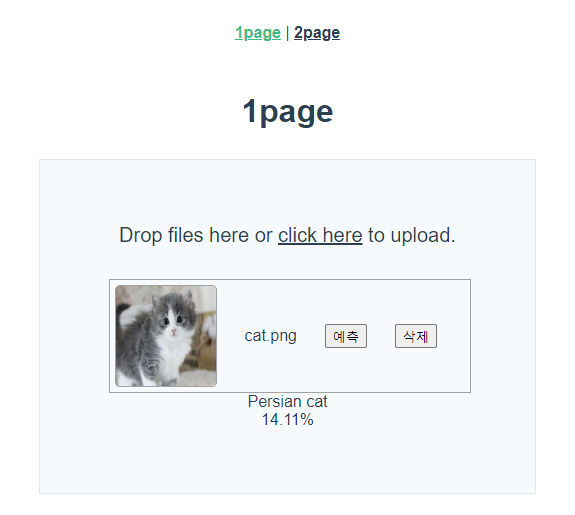 1page | 2page
1page
Drop files here or click here to upload.
cat.png 예측 삭제
Persian cat
14.11%